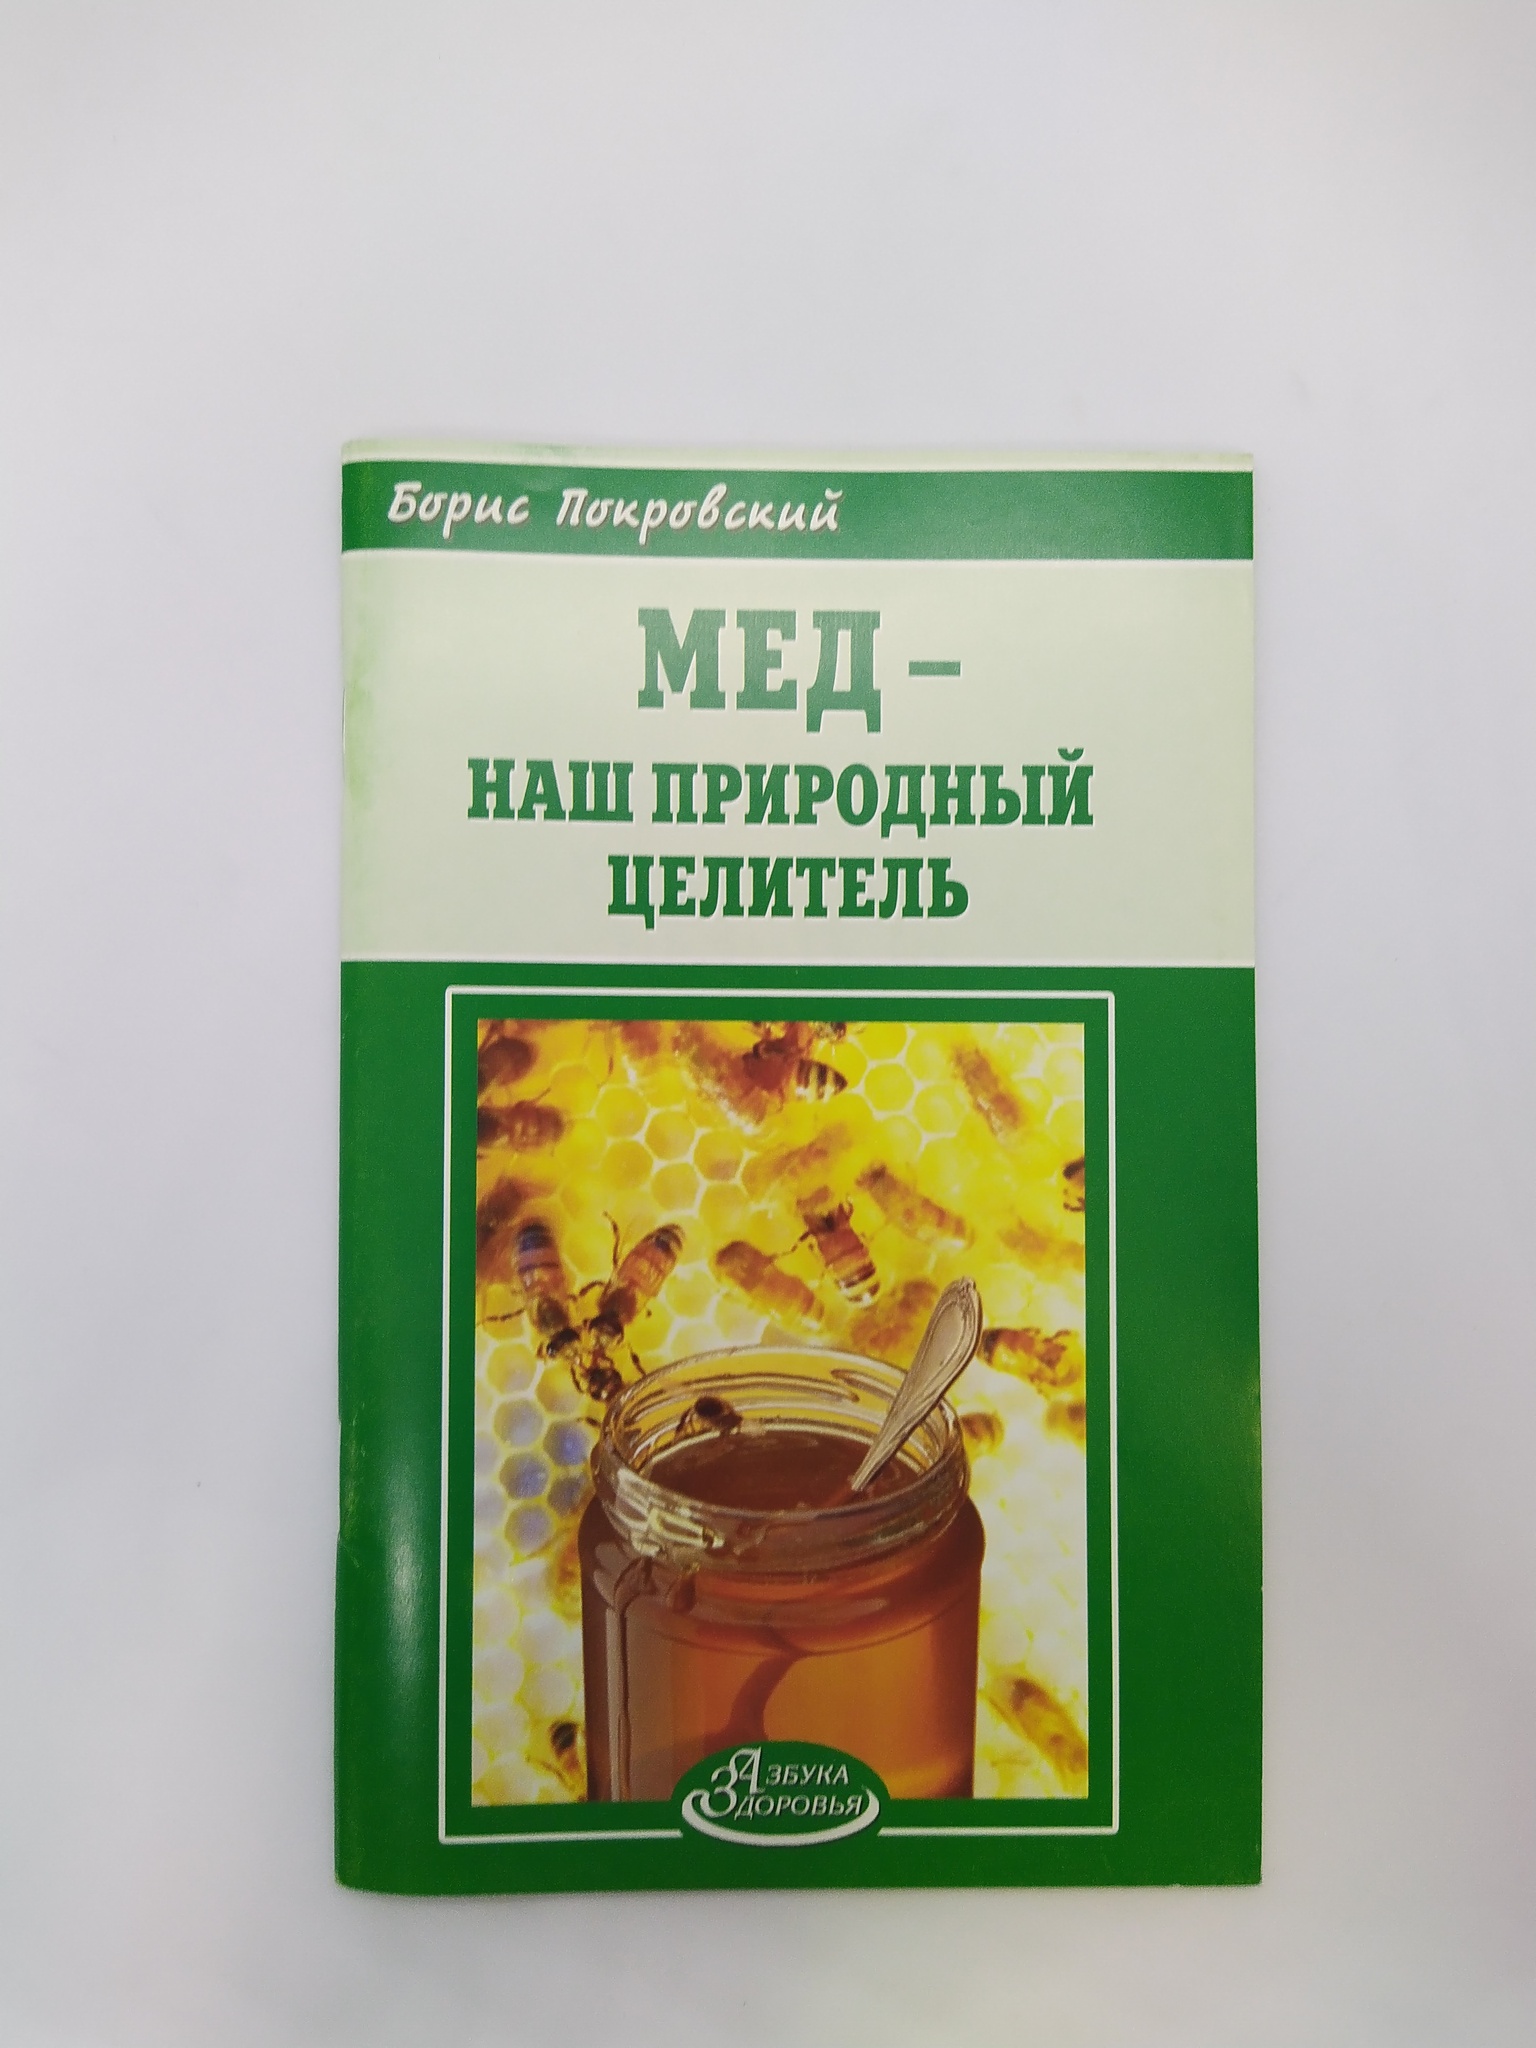 Борис Покровский
МЕД –
НАШ ПРИРОДНЫЙ
ЦЕЛИТЕЛЬ
АЗБУКА
ЗДОРОВЬЯ